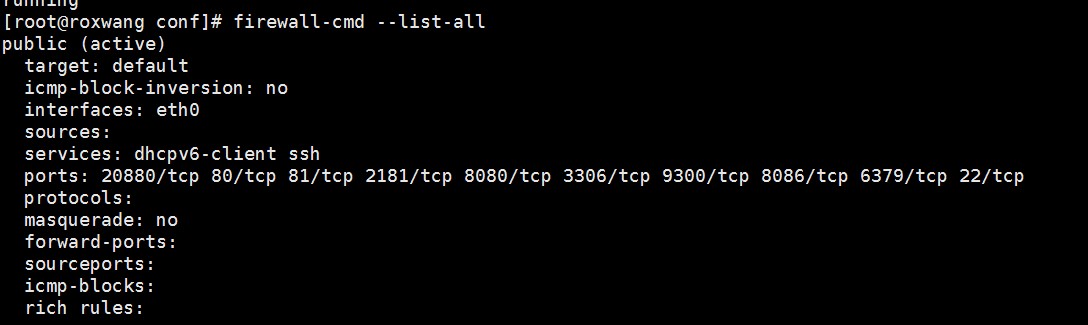 running
[root@roxwang conf]# firewall-cmd --list-all
public (active)
  target: default
  icmp-block-inversion: no
  interfaces: eth0
  sources:
  services: dhcpv6-client ssh
  ports: 20880/tcp 80/tcp 81/tcp 2181/tcp 8080/tcp 3306/tcp 9300/tcp 8086/tcp 6379/tcp 22/tcp
  protocols:
  masquerade: no
  forward-ports:
  sourceports:
  icmp-blocks:
  rich rules: